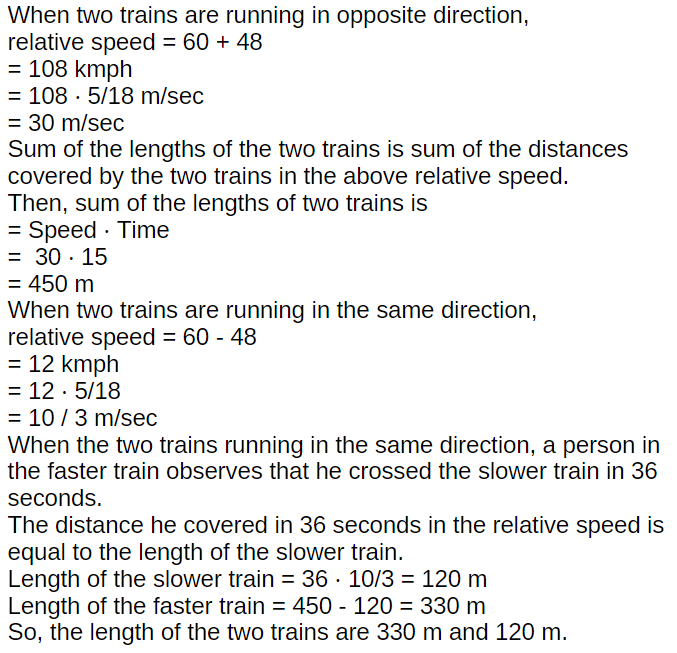 When two trains are running in opposite direction,
relative speed = 60 + 48
= 108 kmph
= 108 · 5/18 m/sec
= 30 m/sec
Sum of the lengths of the two trains is sum of the distances
covered by the two trains in the above relative speed.
Then, sum of the lengths of two trains is
= Speed · Time
=  30 · 15
= 450 m
When two trains are running in the same direction,
relative speed = 60 - 48
= 12 kmph
= 12 · 5/18
= 10 / 3 m/sec
When the two trains running in the same direction, a person in
the faster train observes that he crossed the slower train in 36
seconds.
The distance he covered in 36 seconds in the relative speed is
equal to the length of the slower train.
Length of the slower train = 36 · 10/3 = 120 m
Length of the faster train = 450 - 120 = 330 m
So, the length of the two trains are 330 m and 120 m.